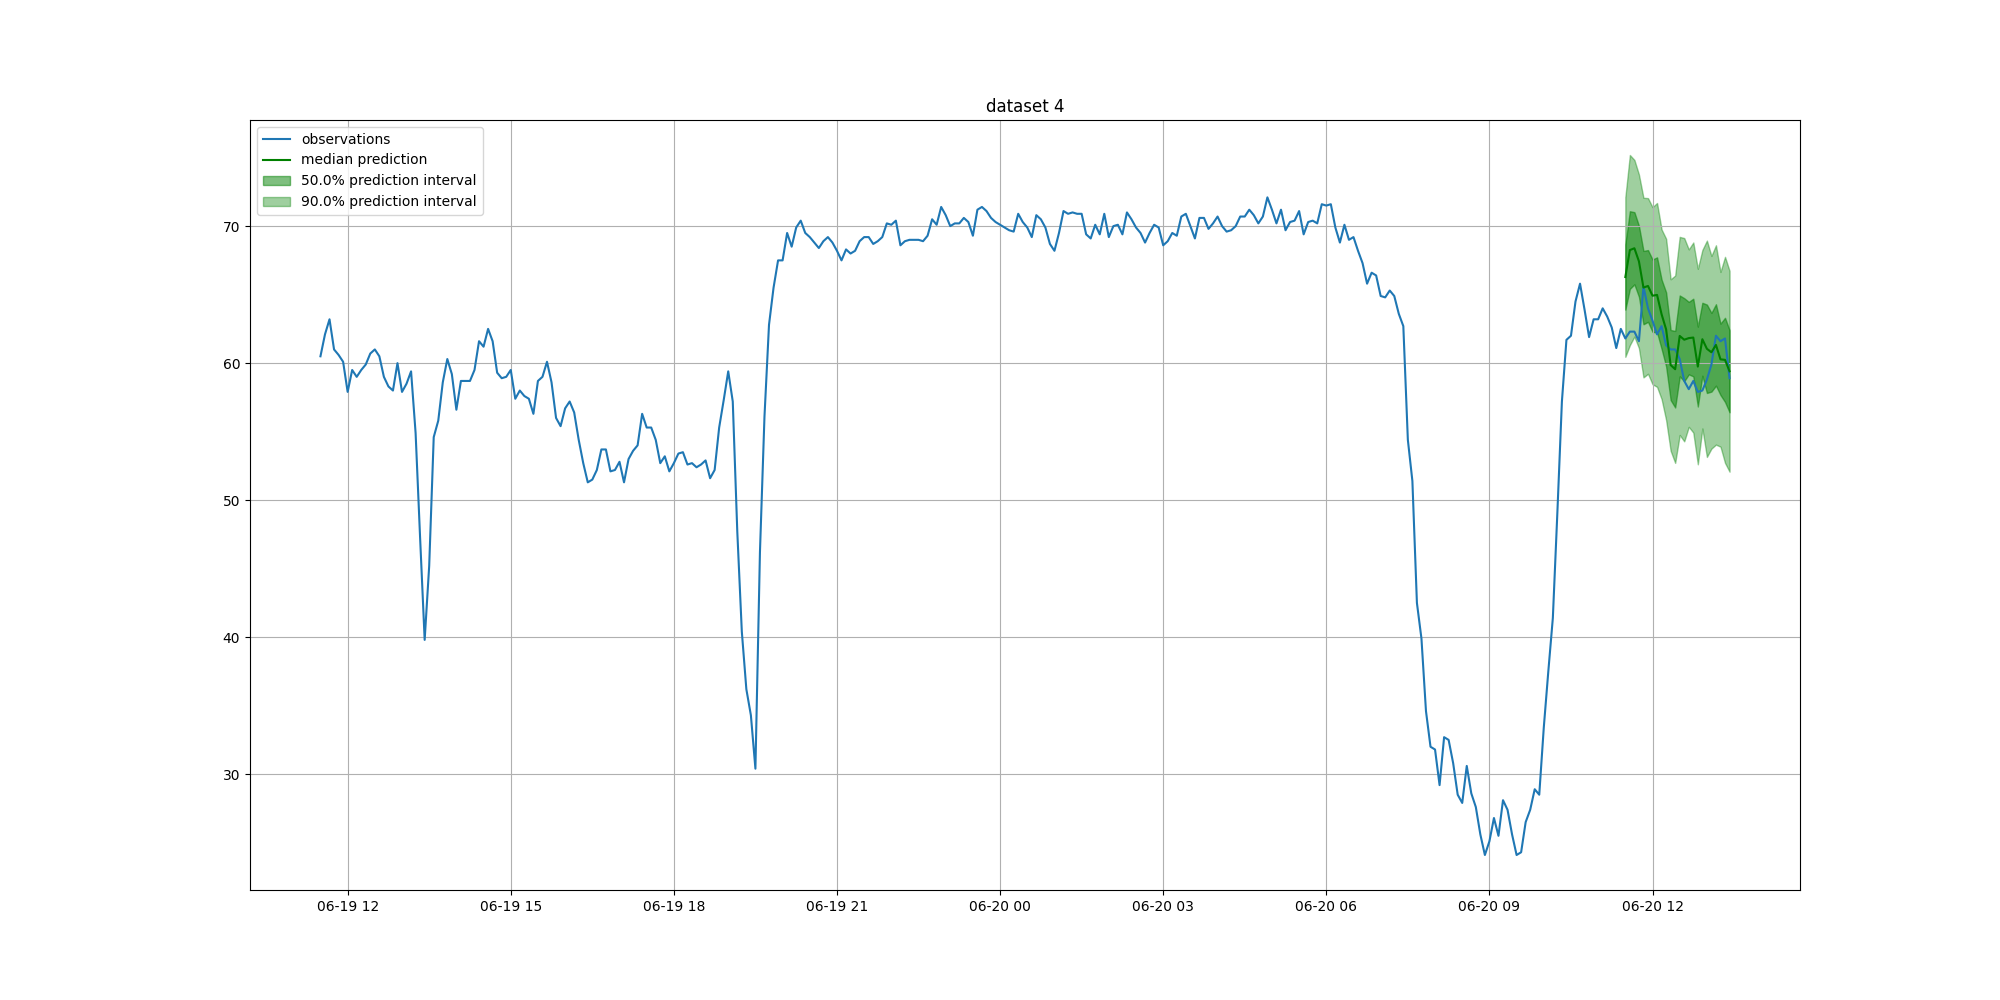 dataset 4
observations
median prediction
50.0% prediction interval
90.0% prediction interval
70
60
50
40
30
06-19 12
06-19 15
06-19 18
06-19 21
06-20 00
06-20 03
06-20 06
06-20 09
06-20 12